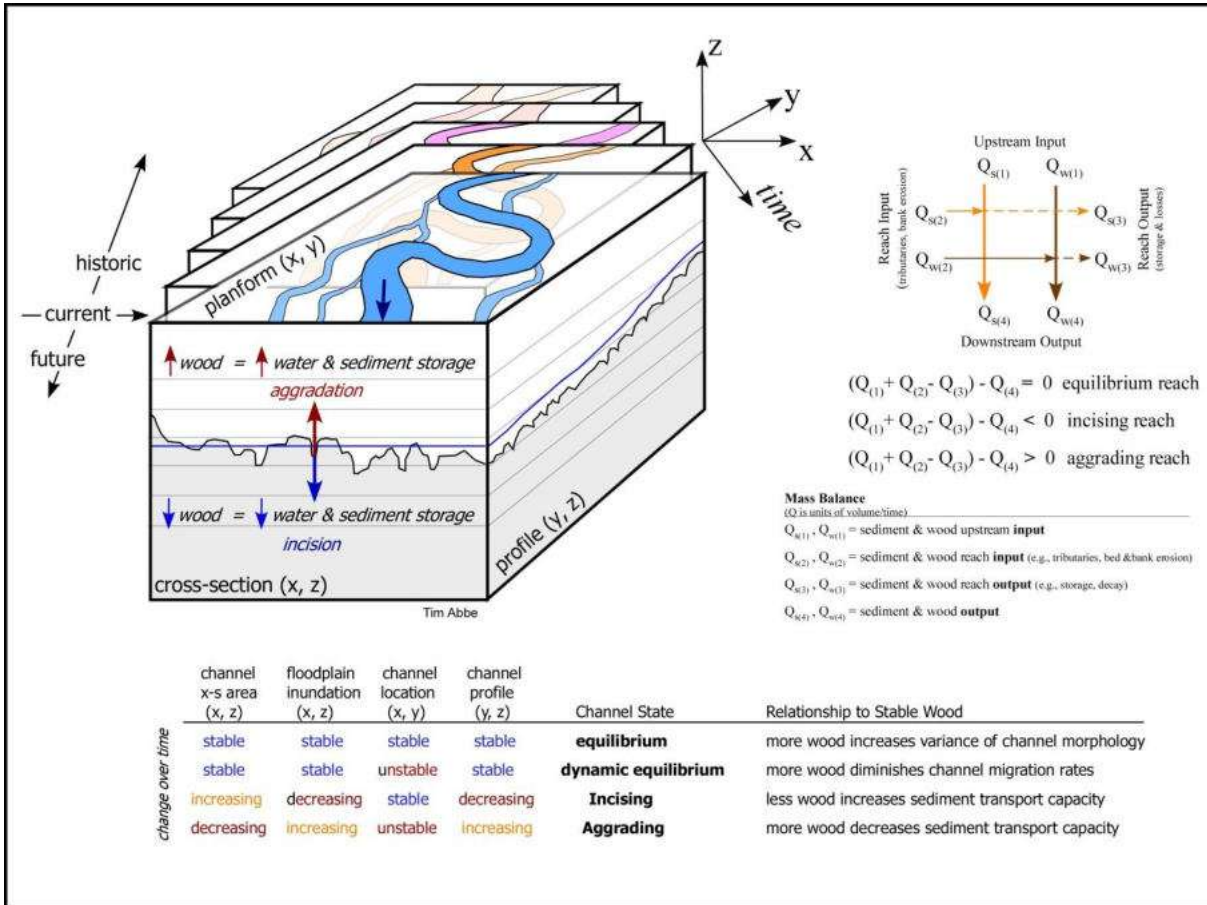 z
y
x
time
historic
current
future
planform (x, y)
wood = water & sediment storage
aggradation
wood = water & sediment storage
incision
cross-section (x, z)
profile (y, z)
Tim Abbe
Upstream Input
Qs(1) Qw(1)
Reach Input
(tributaries, bank erosion)
Qs(2) Qs(3)
Qw(2) Qw(3)
Reach Output
(storage & losses)
Qs(4) Qw(4)
Downstream Output
(Q(1)+ Q(2)- Q(3)) - Q(4)= 0 equilibrium reach
(Q(1)+ Q(2)- Q(3)) - Q(4) < 0 incising reach
(Q(1)+ Q(2)- Q(3)) - Q(4) > 0 aggrading reach
Mass Balance
(Q is units of volume/time)
Qs(1) , Qw(1)= sediment & wood upstream input
Qs(2) , Qw(2)= sediment & wood reach input (e.g., tributaries, bed &bank erosion)
Qs(3) , Qw(3)= sediment & wood reach output (e.g., storage, decay)
Qs(4) , Qw(4)= sediment & wood output
channel floodplain channel channel
x-s area inundation location profile
(x, z) (x, z) (x, y) (y, z) Channel State Relationship to Stable Wood
change over time
stable stable stable stable equilibrium more wood increases variance of channel morphology
stable stable unstable stable dynamic equilibrium more wood diminishes channel migration rates
increasing decreasing stable decreasing Incising less wood increases sediment transport capacity
decreasing increasing unstable increasing Aggrading more wood decreases sediment transport capacity